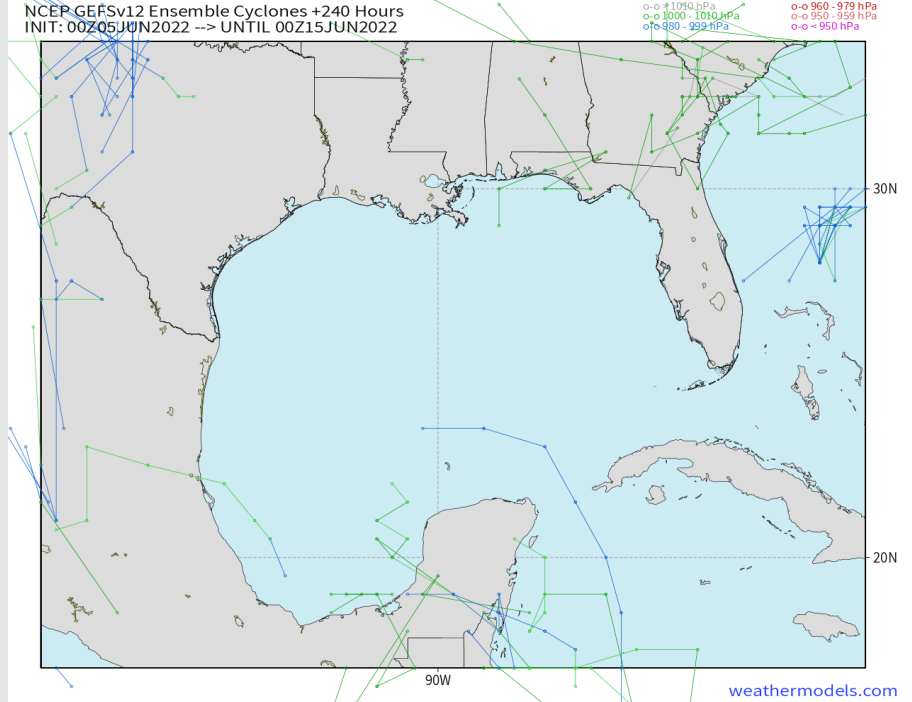 NCEP GEFSv12 Ensemble Cyclones +240 Hours
INIT: 00Z05JUN2022 --> UNTIL 00Z15JUN2022
o-o > 1010 hPa
o-o 1000 - 1010 hPa
o-o 980 - 999 hPa
o-o 960 - 979 hPa
o-o 950 - 959 hPa
o-o < 950 hPa
30N
20N
90W
weathermodels.com